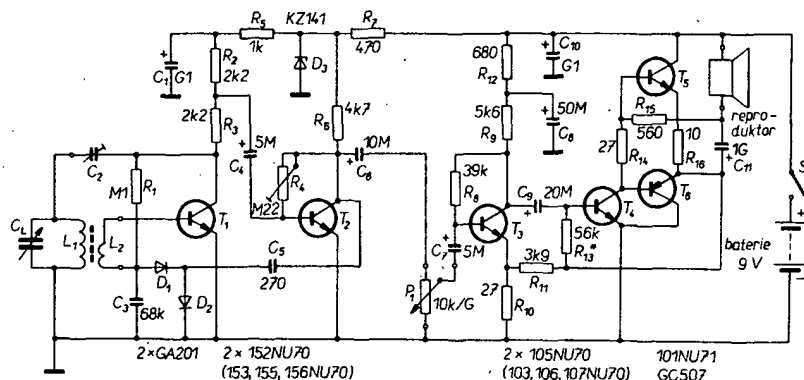 R5
1k
KZ141
R7
470
C1
G1
R2
2k2
D3
680
R12
C10
G1
2k2
R3
5M
C4
R6
4k7
10M
C6
5k6
R9
50M
C8
T5
R15
560
reproduktor
C2
M1
R1
M22
R4
39k
R8
27
R14
10
R16
1G
C11
S
CL
L1
L2
T1
T2
C9
20M
T3
T4
T6
C5
270
C7
5M
56k
R13*
baterie
9 V
D1
D2
C3
68k
P1
10k/G
3k9
R11
27
R10
2×GA201
2 × 152NU70
(153, 155, 156NU70)
2 × 105NU70
(103, 106, 107NU70)
101NU71
GC507